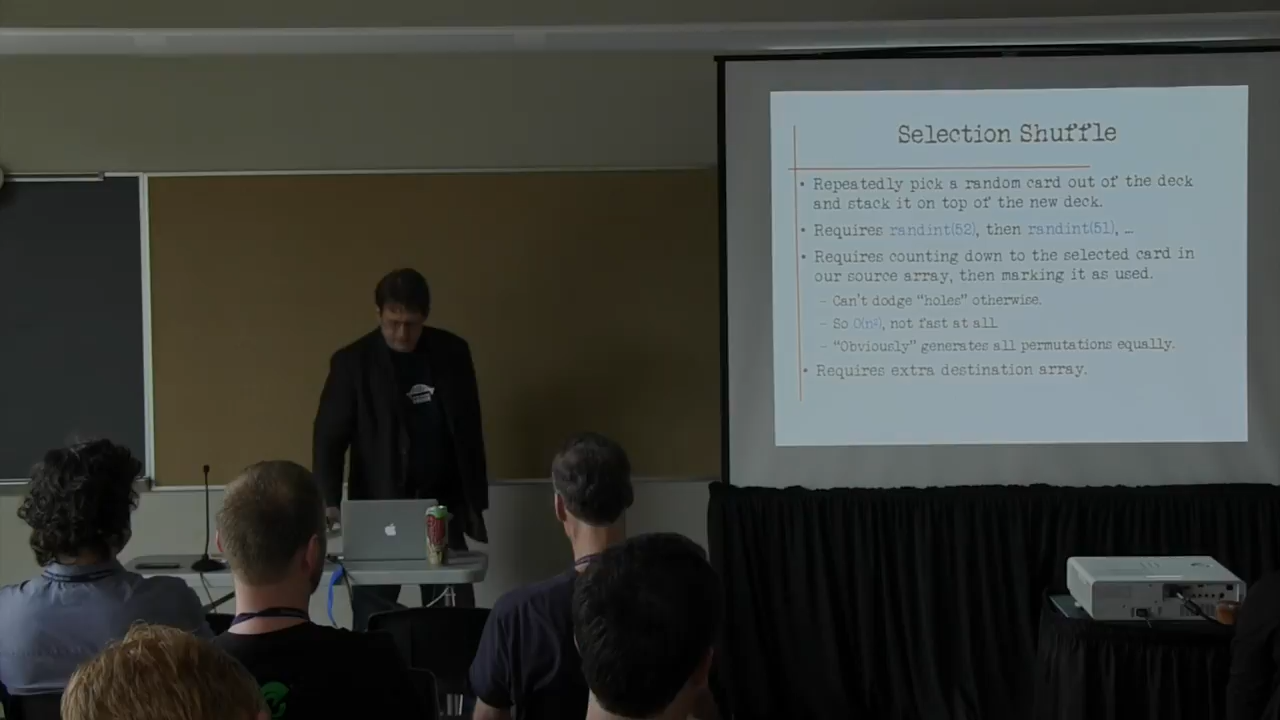 Selection Shuffle
• Repeatedly pick a random card out of the deck
and stack it on top of the new deck.
• Requires randint(52), then randint(51), …
• Requires counting down to the selected card in
our source array, then marking it as used.
– Can't dodge "holes" otherwise.
– So O(n²), not fast at all
– "Obviously" generates all permutations equally.
• Requires extra destination array.